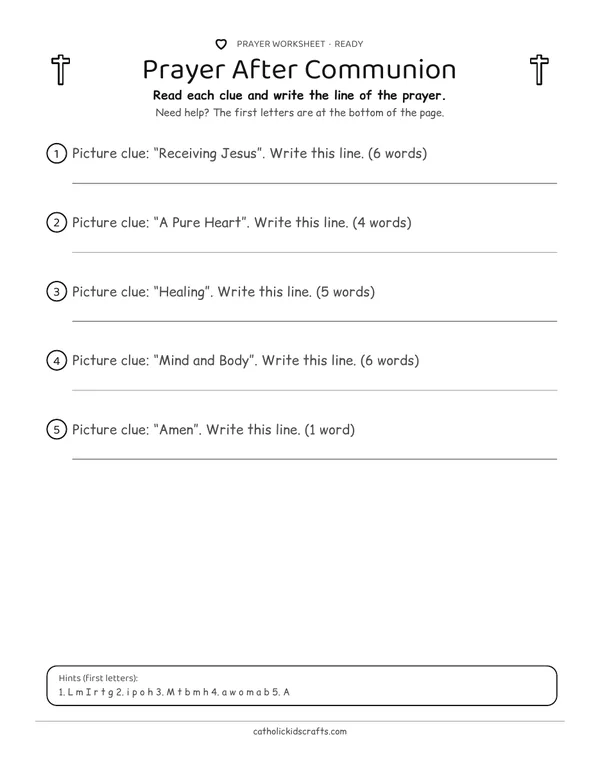 PRAYER WORKSHEET · READY
Prayer After Communion
Read each clue and write the line of the prayer.
Need help? The first letters are at the bottom of the page.
1 Picture clue: "Receiving Jesus". Write this line. (6 words)
2 Picture clue: "A Pure Heart". Write this line. (4 words)
3 Picture clue: "Healing". Write this line. (5 words)
4 Picture clue: "Mind and Body". Write this line. (6 words)
5 Picture clue: "Amen". Write this line. (1 word)
Hints (first letters):
1. L m I r t g 2. i p o h 3. M t b m h 4. a w o m a b 5. A
catholickidscrafts.com